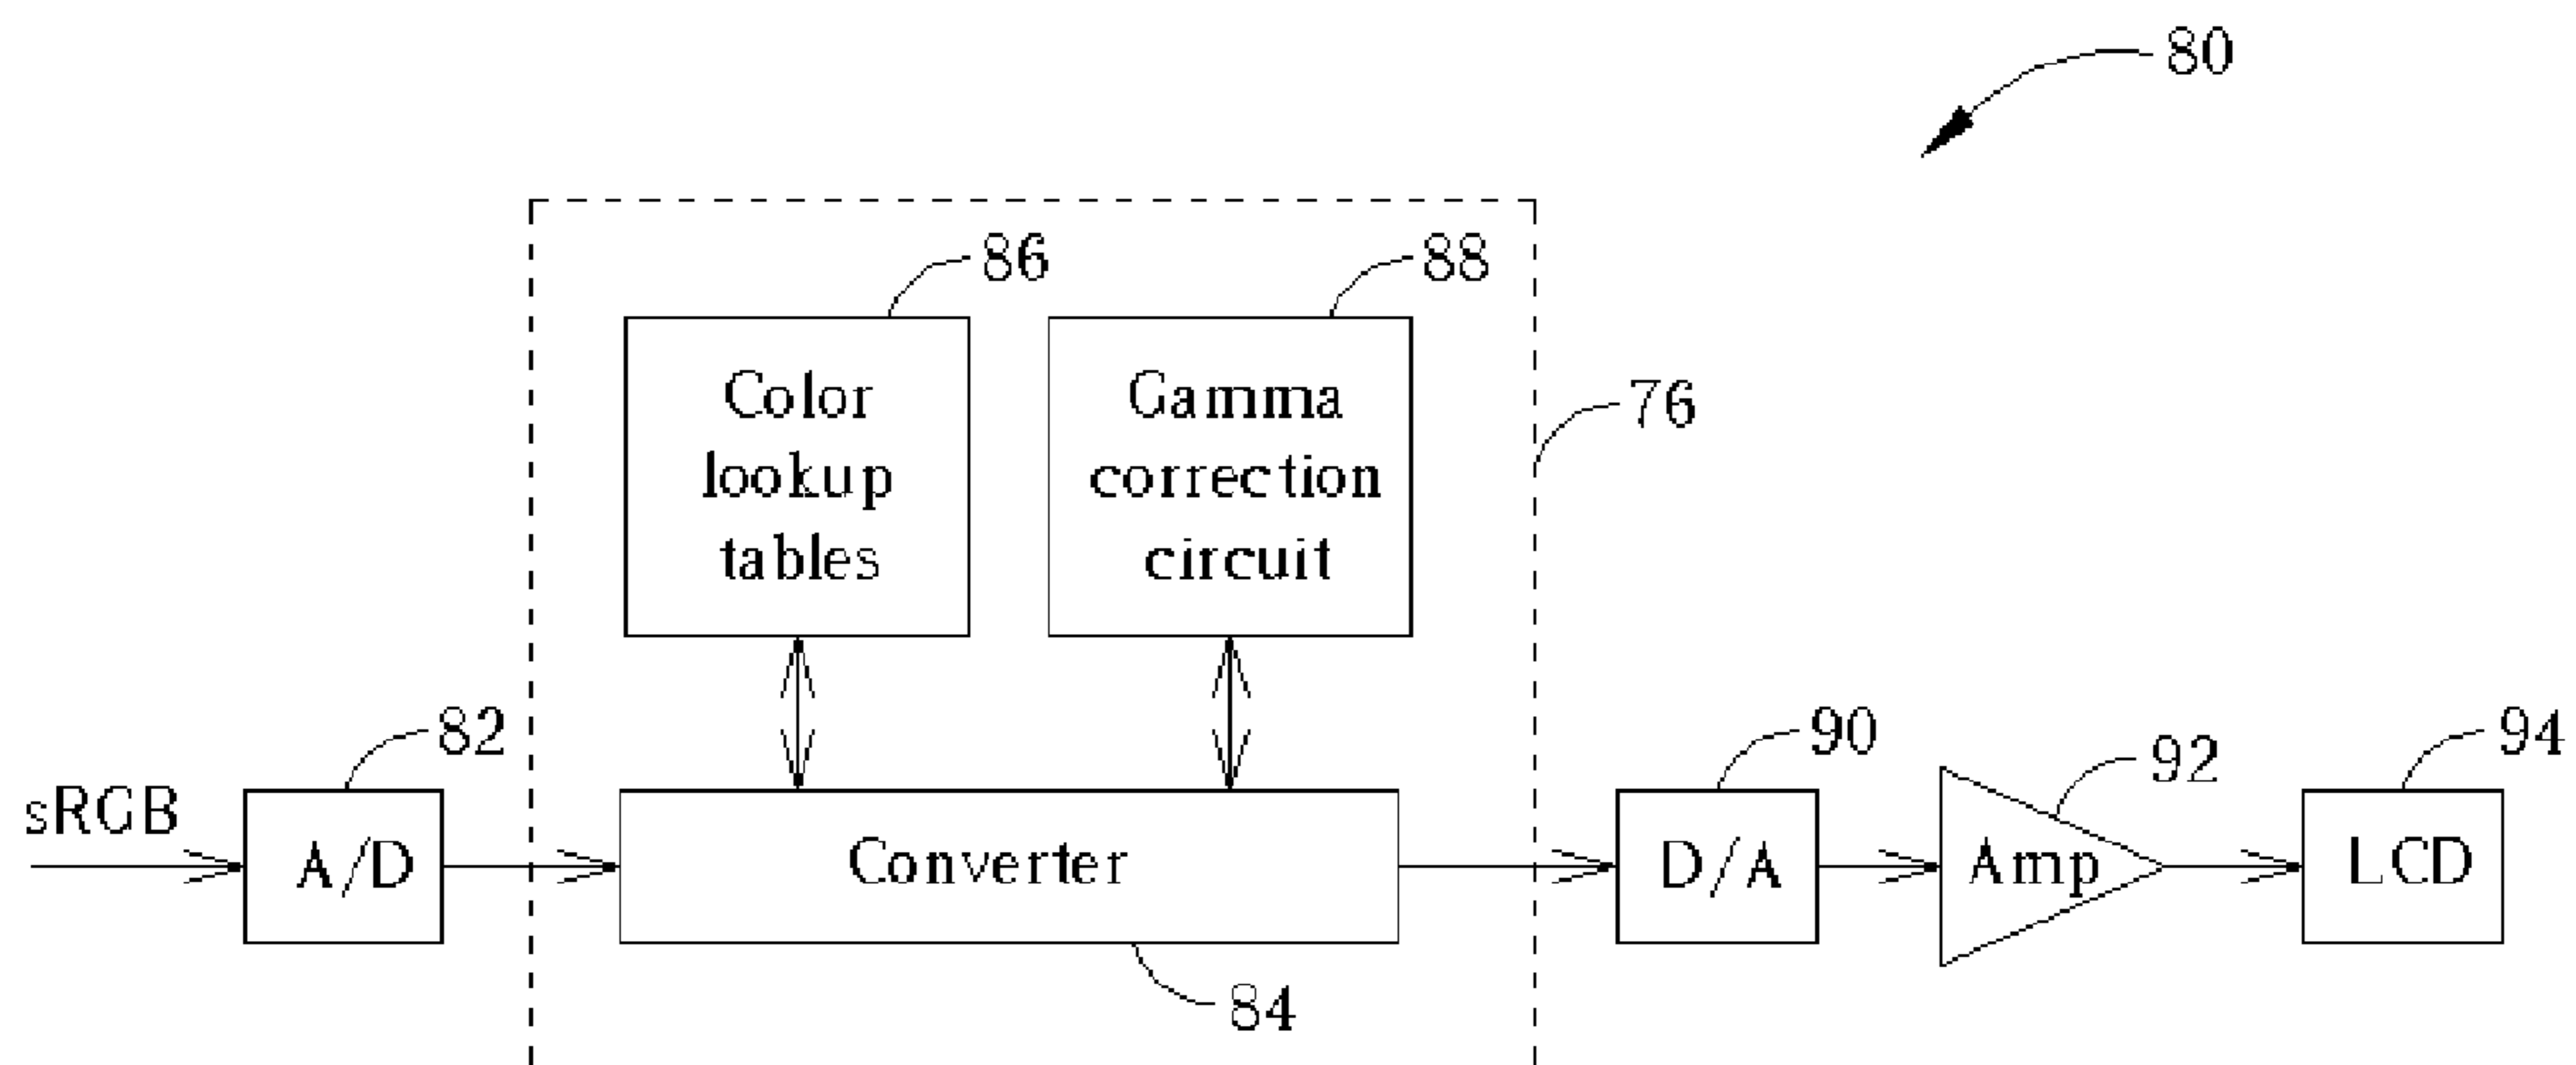 80
86
88
Color
lookup
tables
Gamma
correction
circuit
76
82
90
92
94
sRGB
A/D
Converter
D/A
Amp
LCD
84